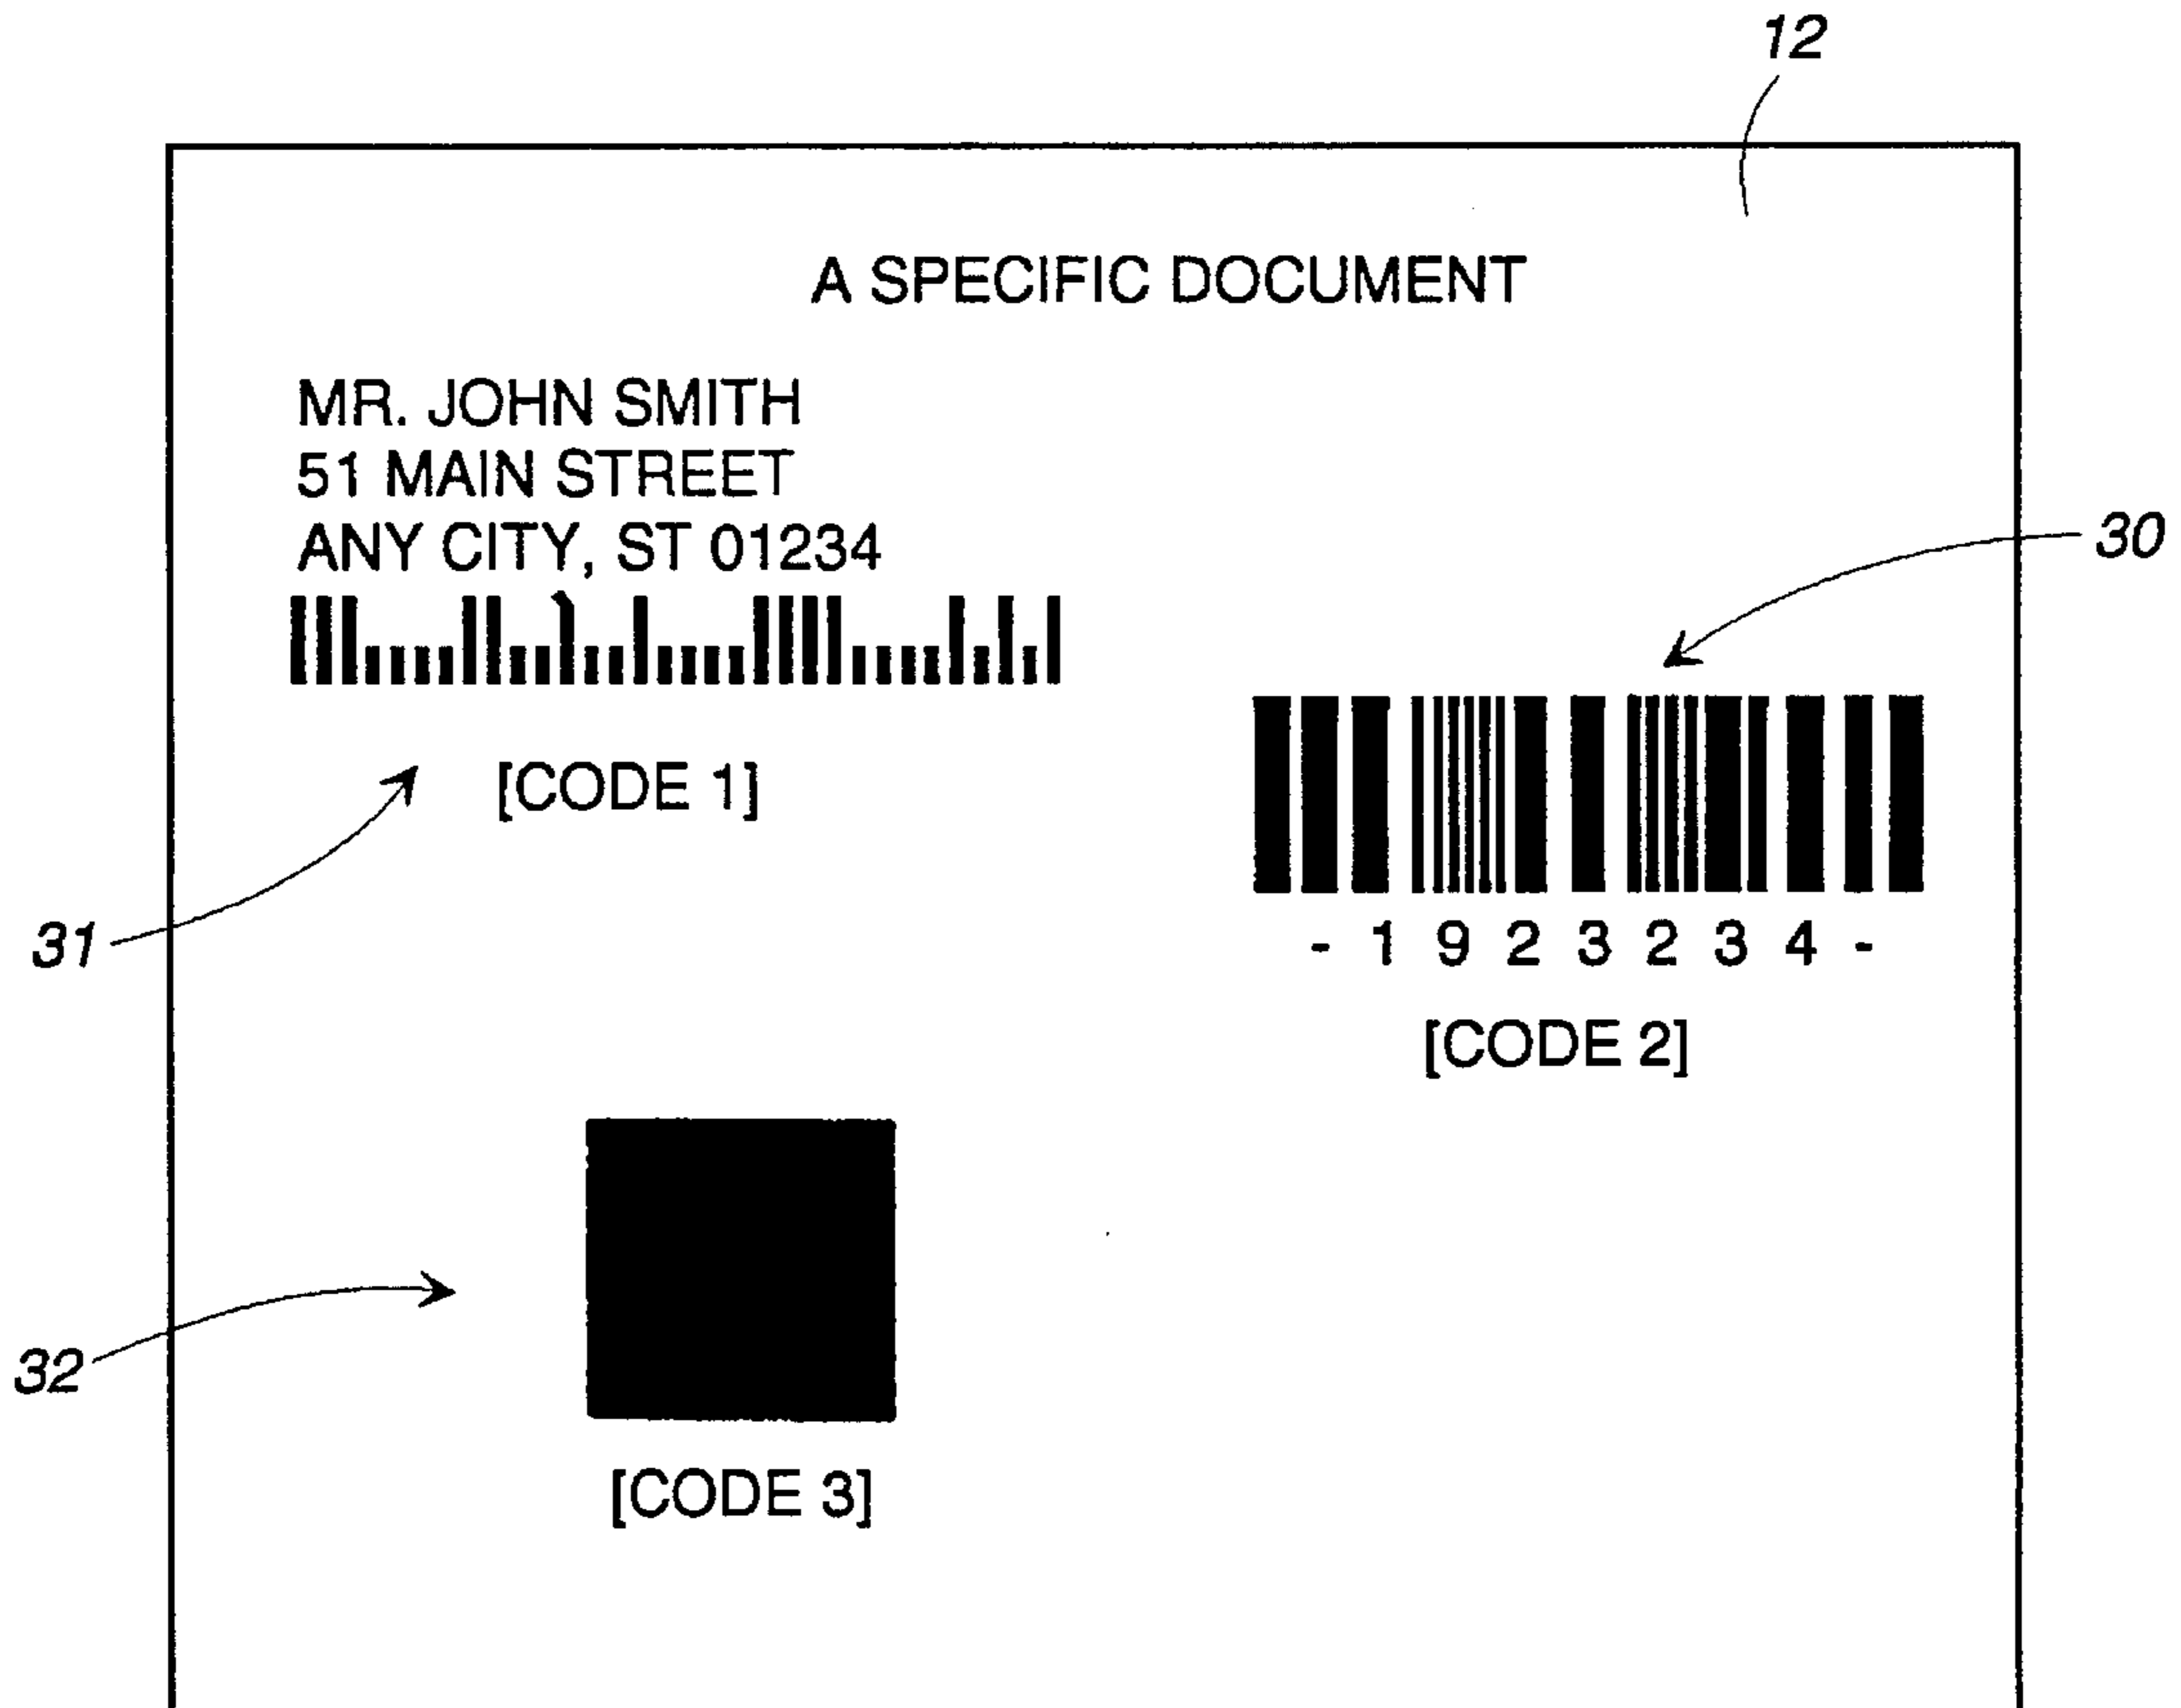 12
A SPECIFIC DOCUMENT
MR. JOHN SMITH
51 MAIN STREET
ANY CITY, ST 01234
30
[CODE 1]
31
- 1 9 2 3 2 3 4 -
[CODE 2]
32
[CODE 3]